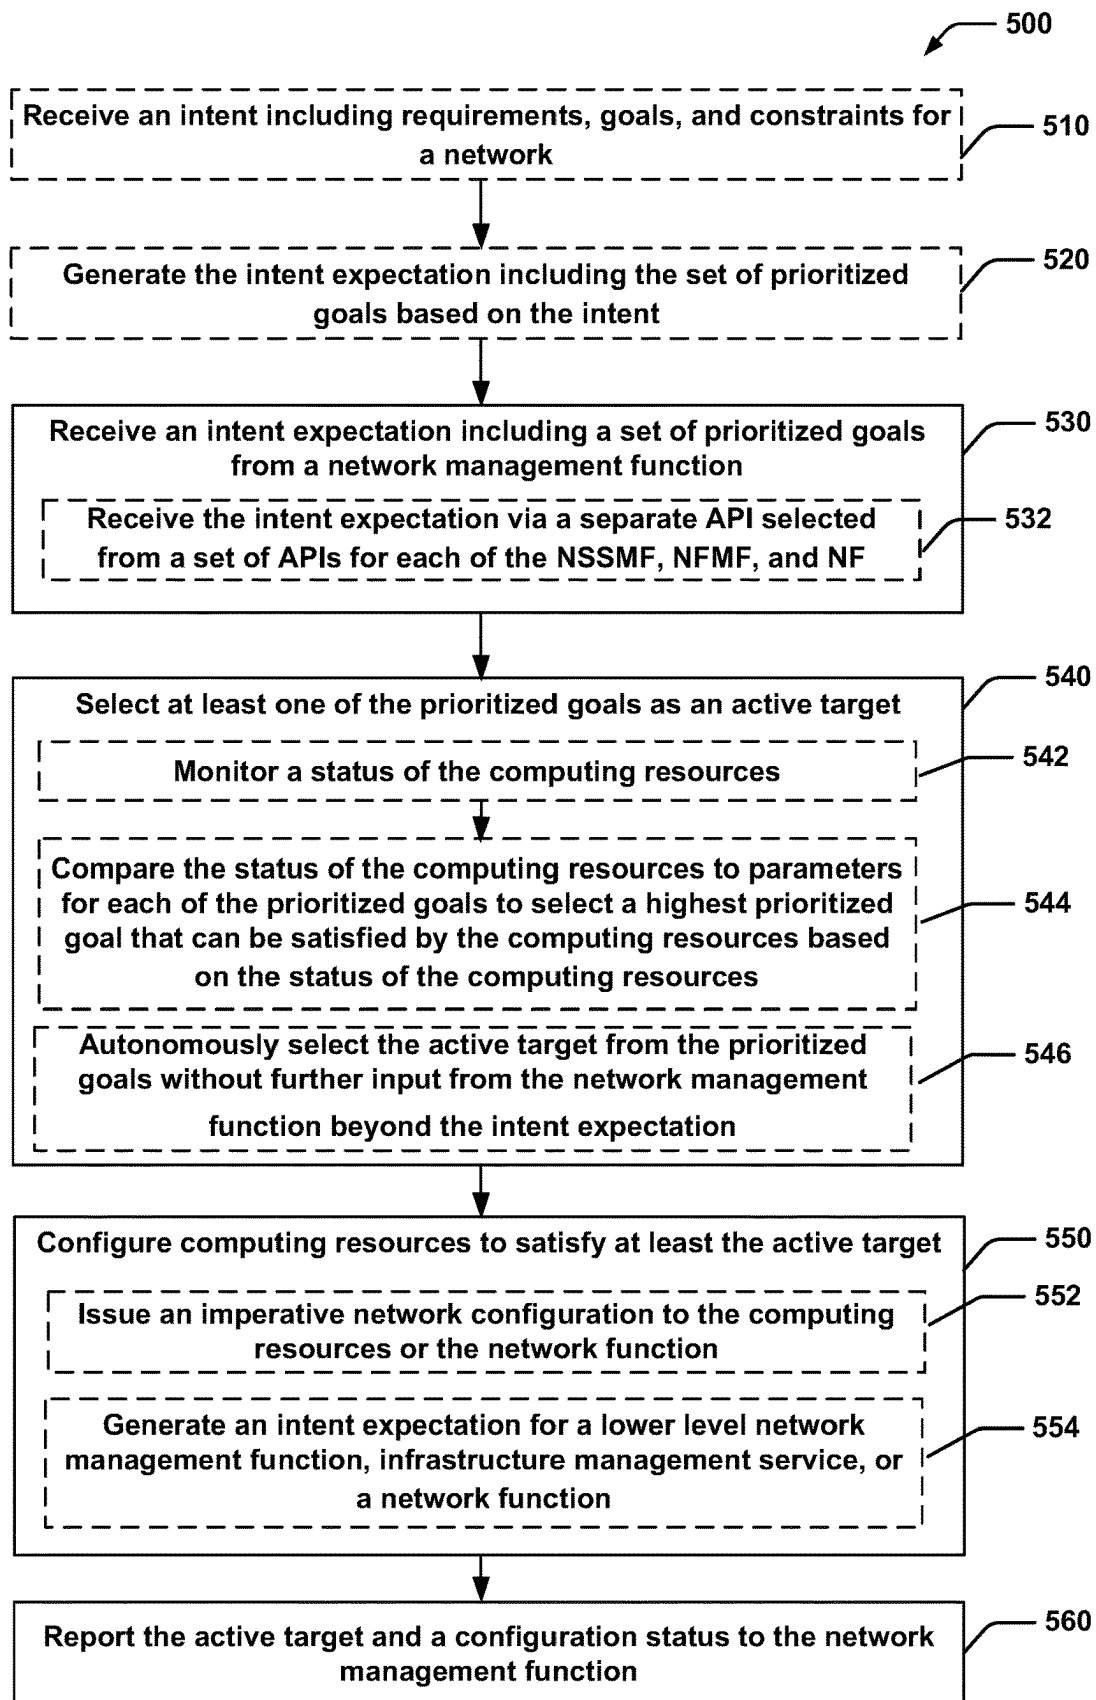 500
Receive an intent including requirements, goals, and constraints for
a network
510
Generate the intent expectation including the set of prioritized
goals based on the intent
520
Receive an intent expectation including a set of prioritized goals
from a network management function
530
Receive the intent expectation via a separate API selected
from a set of APIs for each of the NSSMF, NFMF, and NF
532
Select at least one of the prioritized goals as an active target
540
Monitor a status of the computing resources
542
Compare the status of the computing resources to parameters
for each of the prioritized goals to select a highest prioritized
goal that can be satisfied by the computing resources based
on the status of the computing resources
544
Autonomously select the active target from the prioritized
goals without further input from the network management
function beyond the intent expectation
546
Configure computing resources to satisfy at least the active target
550
Issue an imperative network configuration to the computing
resources or the network function
552
Generate an intent expectation for a lower level network
management function, infrastructure management service, or
a network function
554
Report the active target and a configuration status to the network
management function
560